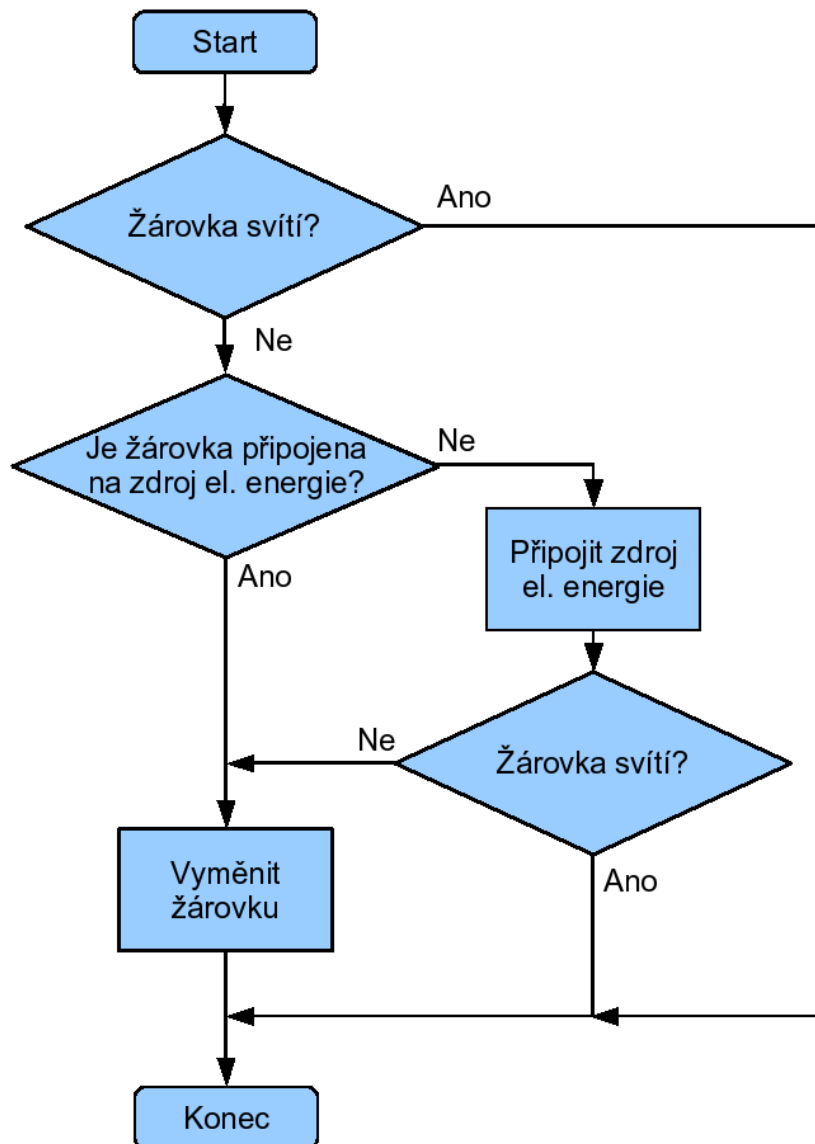 Start
Žárovka svítí?
Ano
Ne
Je žárovka připojena
na zdroj el. energie?
Ne
Ano
Připojit zdroj
el. energie
Žárovka svítí?
Ne
Ano
Vyměnit
žárovku
Konec